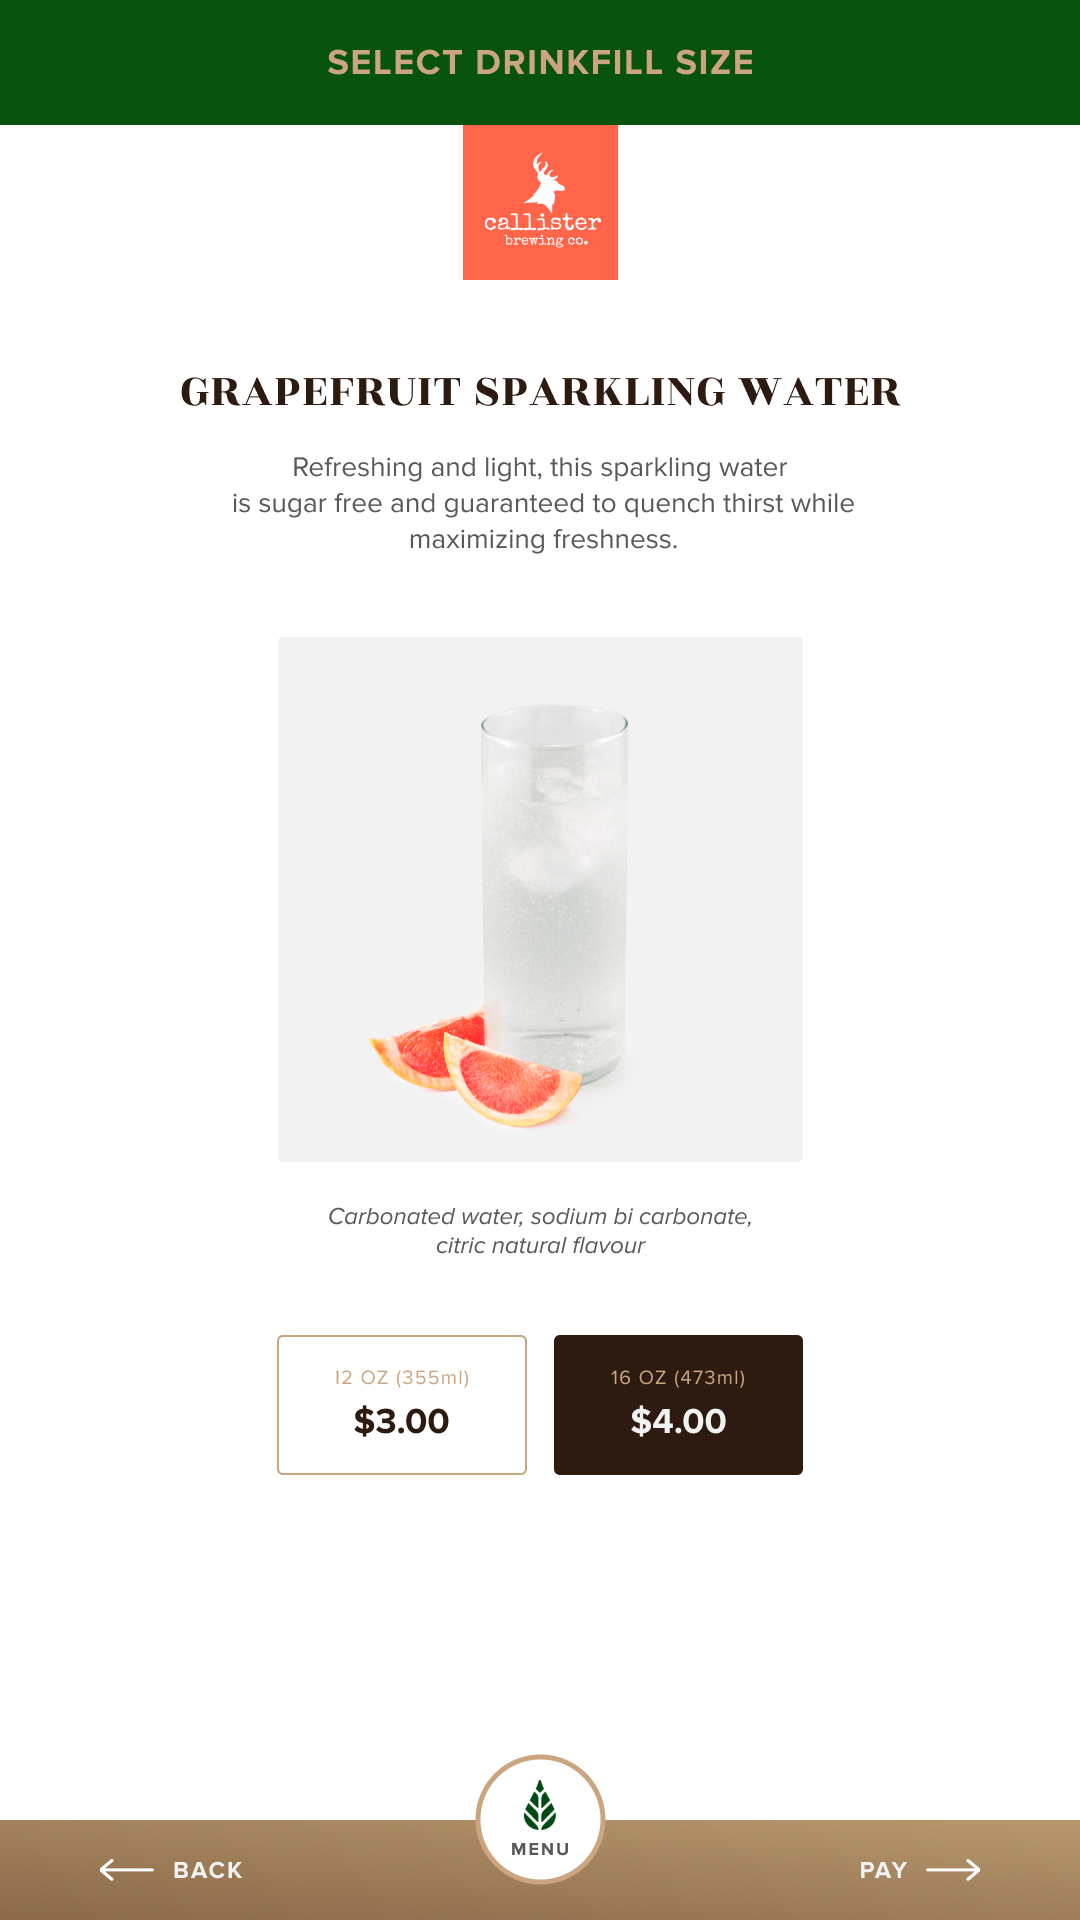 SELECT DRINKFILL SIZE
callister
brewing co.
GRAPEFRUIT SPARKLING WATER
Refreshing and light, this sparkling water
is sugar free and guaranteed to quench thirst while
maximizing freshness.
Carbonated water, sodium bi carbonate,
citric natural flavour
12 OZ (355ml)
$3.00
16 OZ (473ml)
$4.00
BACK
MENU
PAY